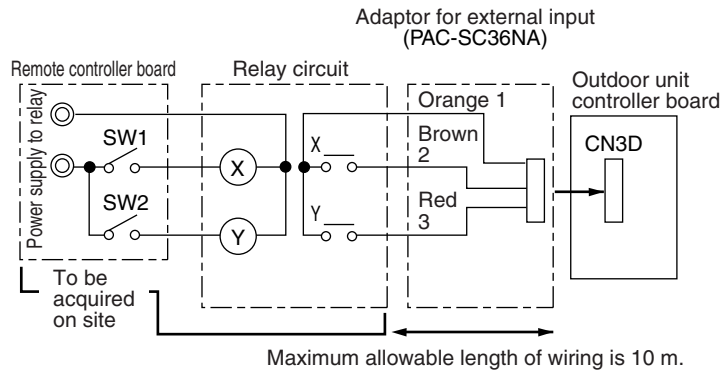 Adaptor for external input
(PAC-SC36NA)
Remote controller board
Relay circuit
Outdoor unit
controller board
Power supply to relay
Orange 1
SW1
X
X
Brown
2
CN3D
SW2
Y
Y
Red
3
To be
acquired
on site
Maximum allowable length of wiring is 10 m.